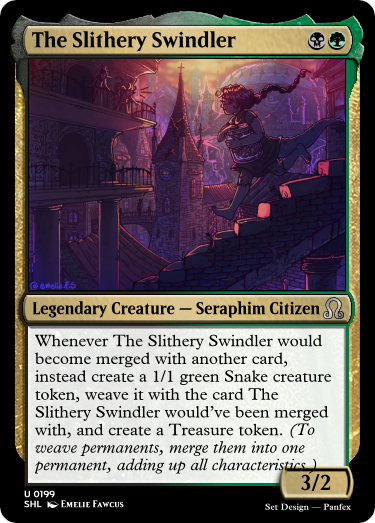 The Slithery Swindler
@emelie.f15
Legendary Creature — Seraphim Citizen
Whenever The Slithery Swindler would
become merged with another card,
instead create a 1/1 green Snake creature
token, weave it with the card The
Slithery Swindler would've been merged
with, and create a Treasure token. (To
weave permanents, merge them into one
permanent, adding up all characteristics.)
3/2
U 0199
SHL Emelie Fawcus
Set Design — Panfex